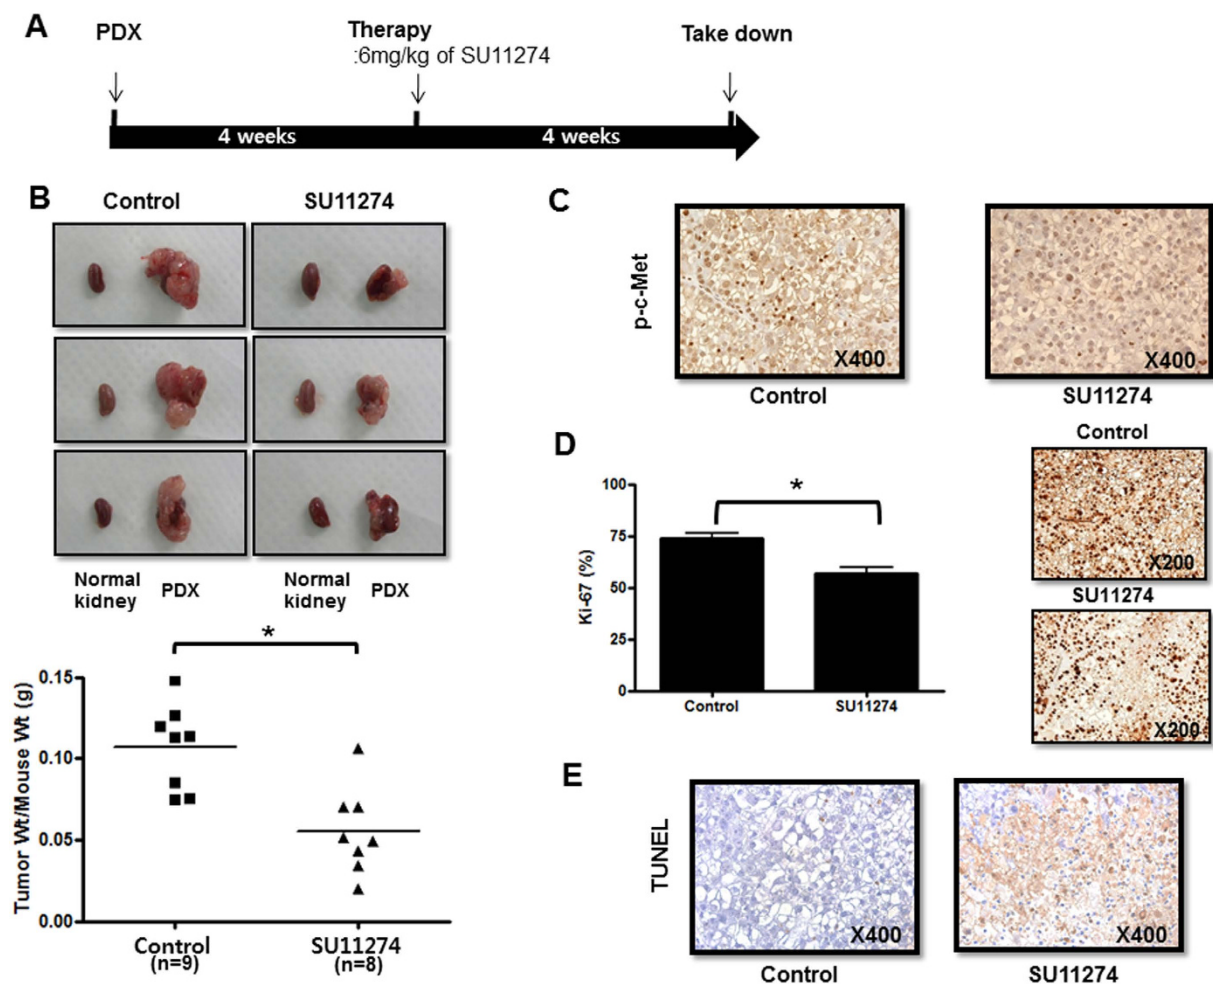 A
PDX
Therapy
:6mg/kg of SU11274
Take down
4 weeks
4 weeks
B
Control
SU11274
Normal kidney
PDX
Normal kidney
PDX
*
Tumor Wt/Mouse Wt (g)
0.15
0.10
0.05
0.00
Control
(n=9)
SU11274
(n=8)
C
p-c-Met
X400
X400
Control
SU11274
D
Ki-67 (%)
100
75
50
25
0
*
Control
SU11274
Control
X200
SU11274
X200
E
TUNEL
X400
X400
Control
SU11274